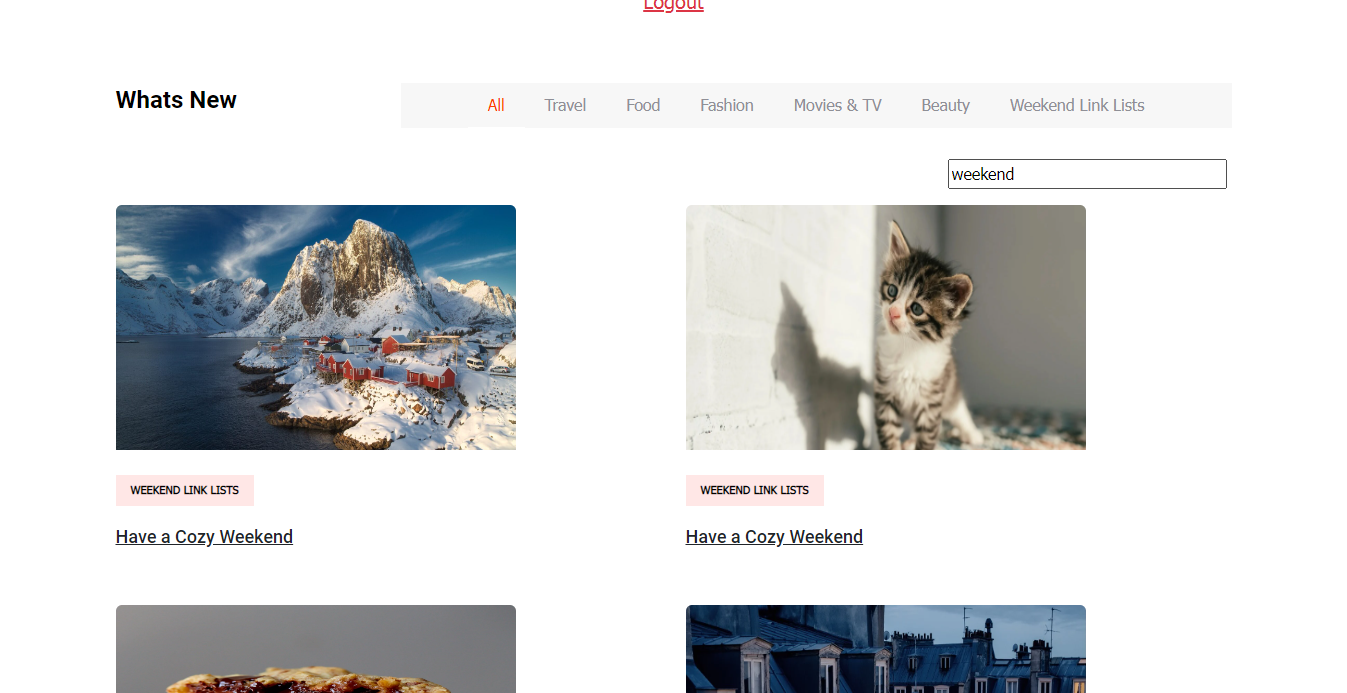 Logout
Whats New
All Travel Food Fashion Movies & TV Beauty Weekend Link Lists
weekend
WEEKEND LINK LISTS
WEEKEND LINK LISTS
Have a Cozy Weekend
Have a Cozy Weekend